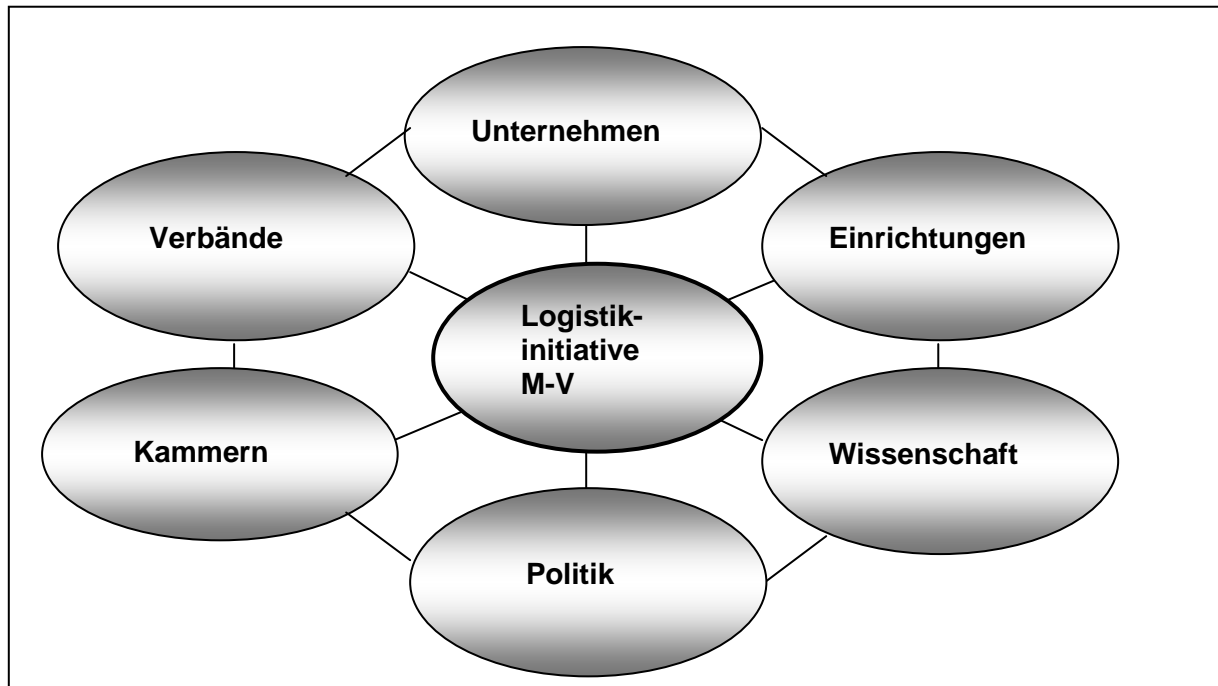 Unternehmen
Verbände
Einrichtungen
Logistik-
initiative
M-V
Kammern
Wissenschaft
Politik